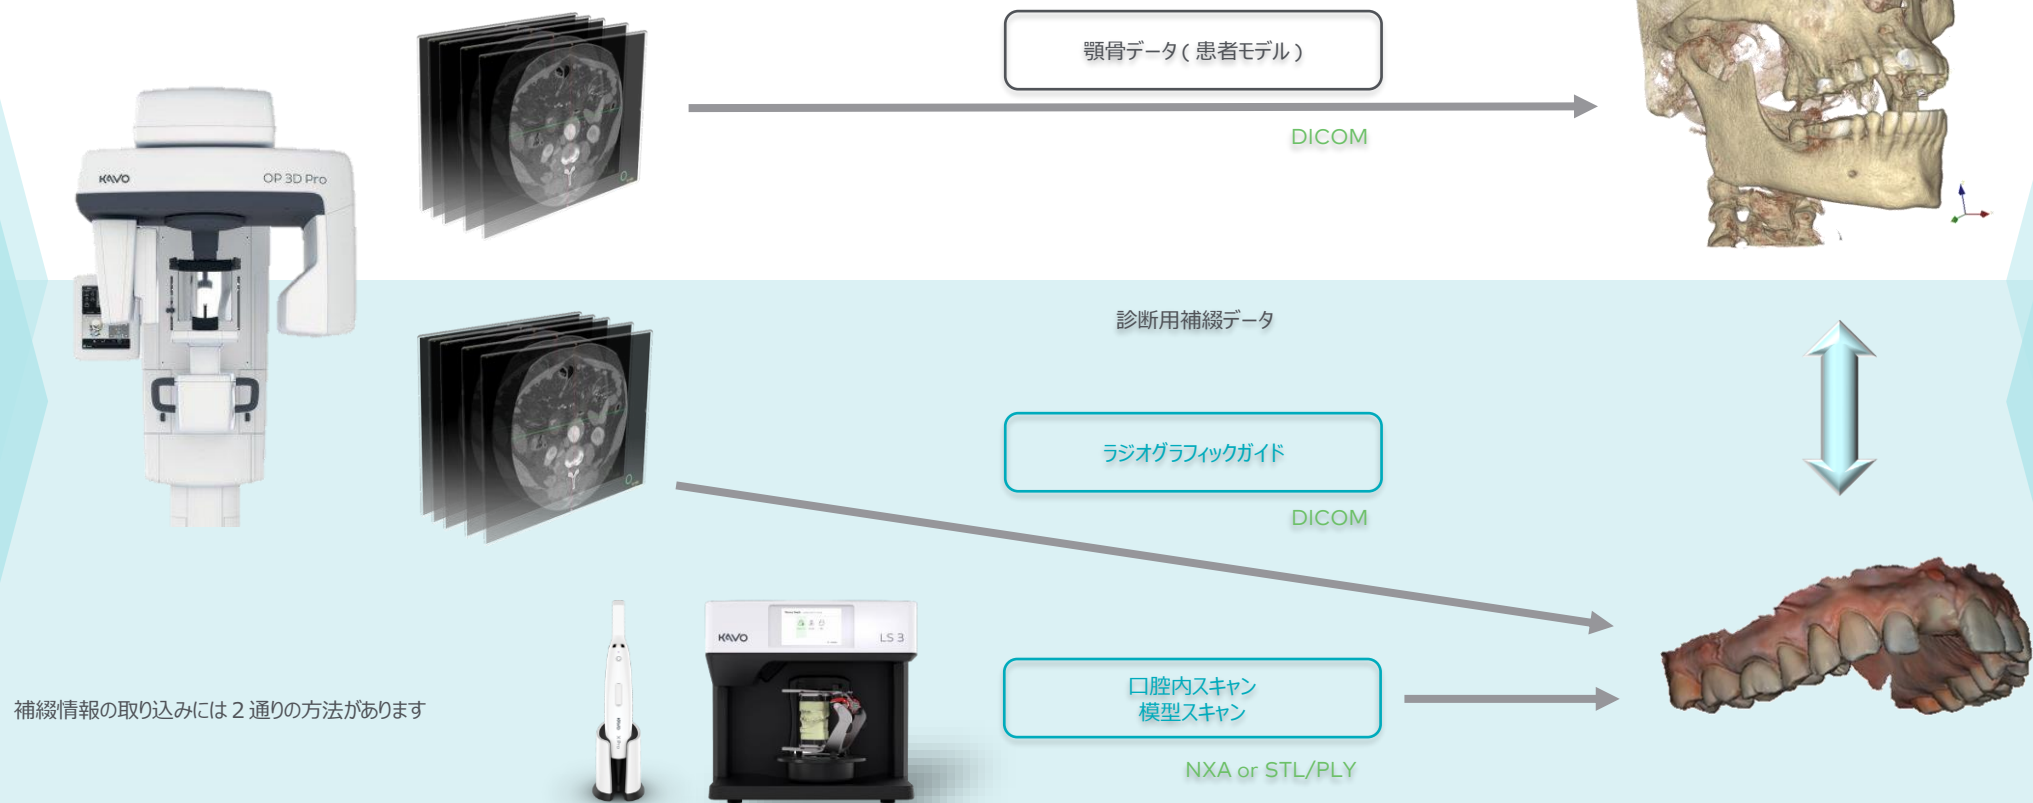 顎骨データ ( 患者モデル )
DICOM
KAVO
OP 3D Pro
診断用補綴データ
ラジオグラフィックガイド
DICOM
KAVO
LS 3
口腔内スキャン
模型スキャン
補綴情報の取り込みには 2 通りの方法があります
NXA or STL/PLY